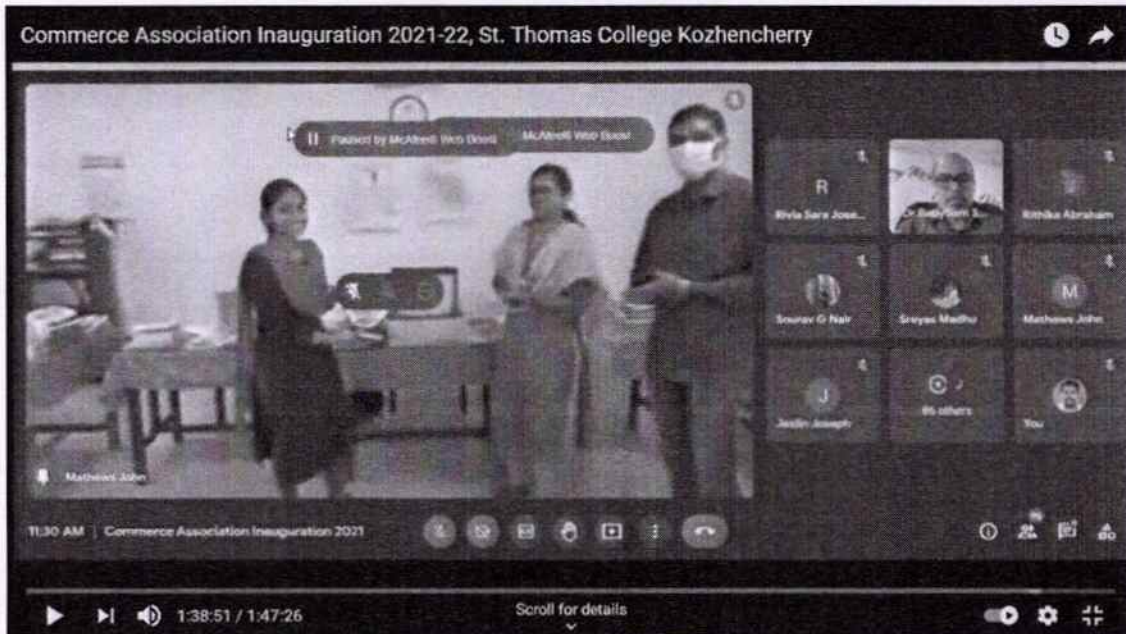 Commerce Association Inauguration 2021-22, St. Thomas College Kozhencherry
Paused by McAfee® Web Boost
McAfee® Web Boost
R
Rivla Sara Jose...
Rithika Abraham
Sourav G Nair
Sreyas Madhu
M
Mathews John
J
Jestin Joseph
J
86 others
You
Mathews John
11:30 AM | Commerce Association Inauguration 2021
1:38:51 / 1:47:26
Scroll for details